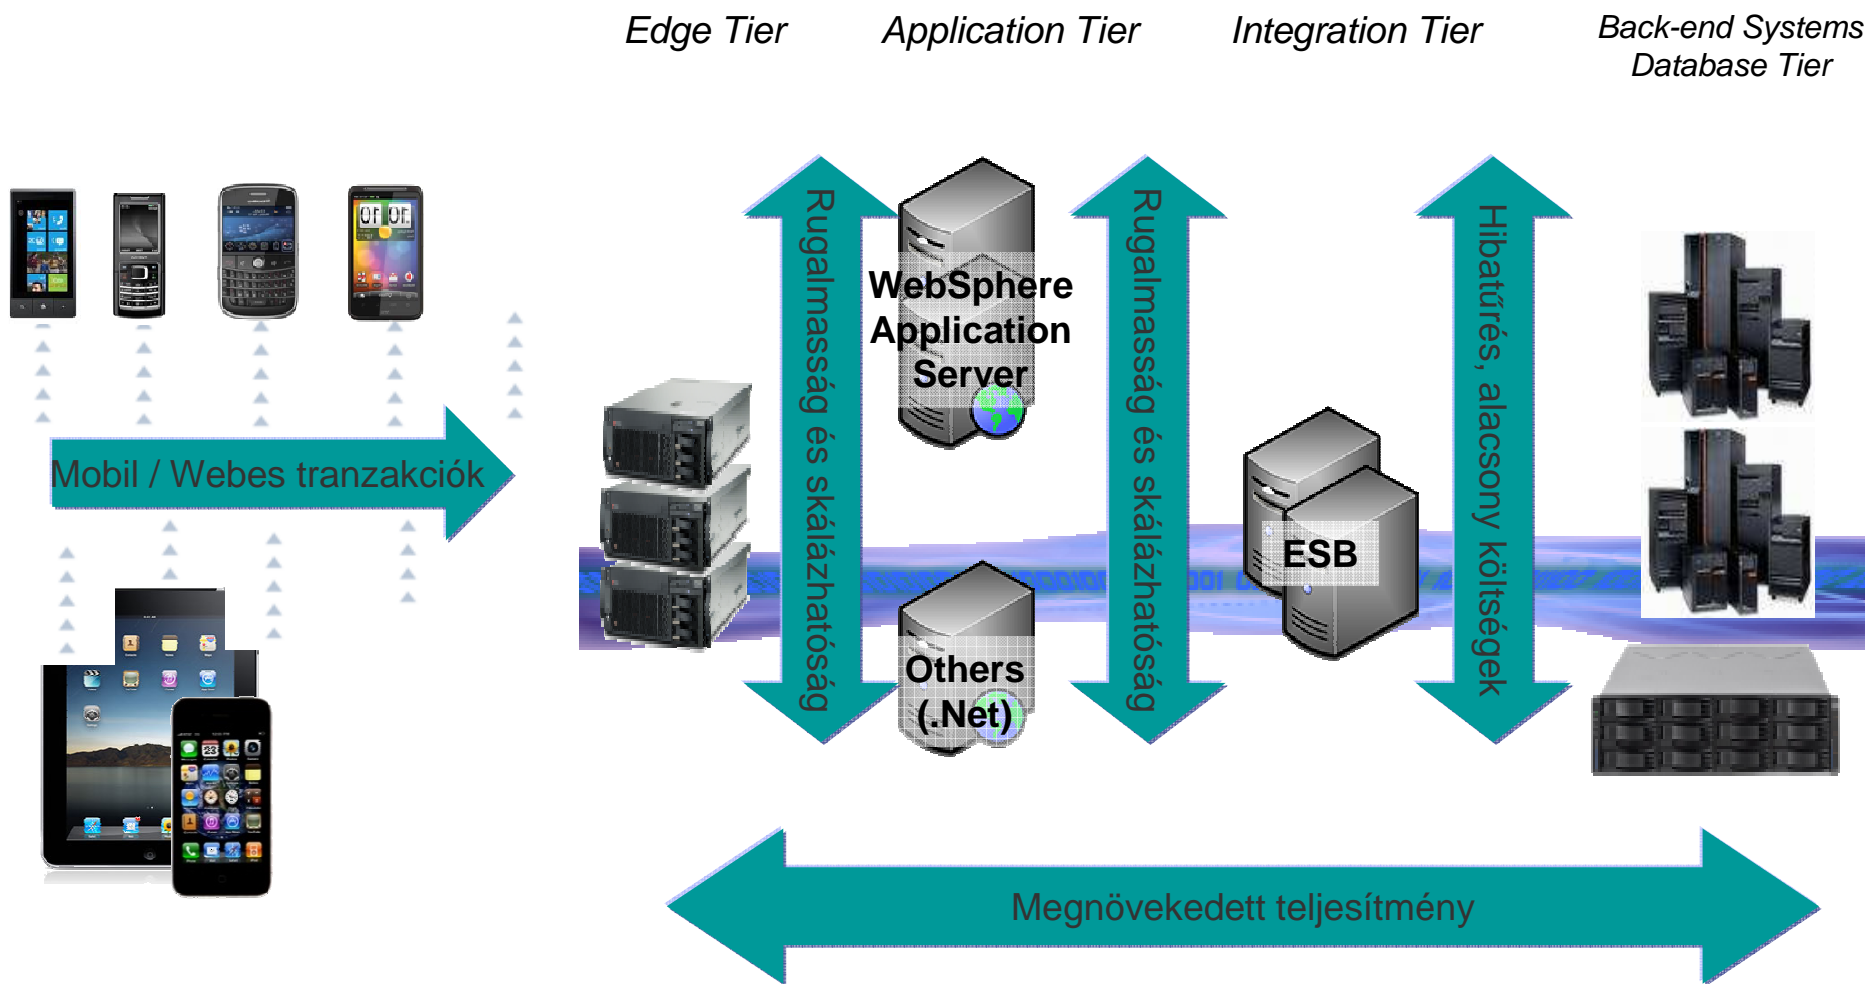 Edge Tier
Application Tier
Integration Tier
Back-end Systems
Database Tier
Mobil / Webes tranzakciók
Rugalmasság és skálázhatóság
WebSphere
Application
Server
Others
(.Net)
Rugalmasság és skálázhatóság
ESB
Hibatűrés, alacsony költségek
Megnövekedett teljesítmény